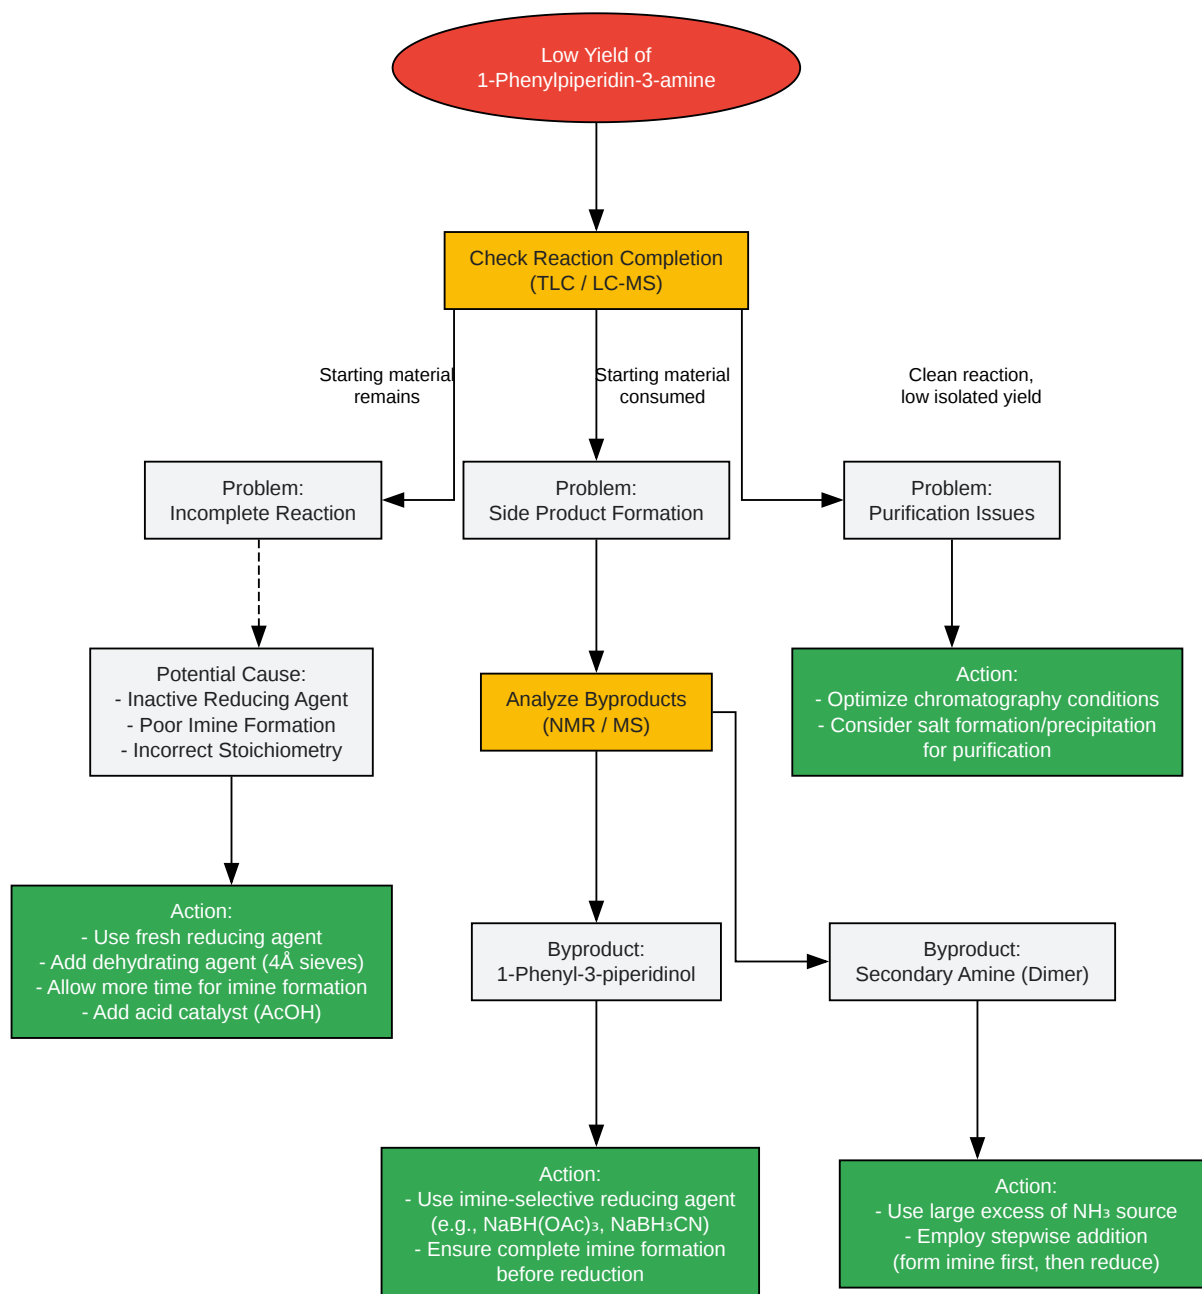 Low Yield of
1-Phenylpiperidin-3-amine
Check Reaction Completion
(TLC / LC-MS)
Starting material
remains
Starting material
consumed
Clean reaction,
low isolated yield
Problem:
Incomplete Reaction
Problem:
Side Product Formation
Problem:
Purification Issues
Potential Cause:
- Inactive Reducing Agent
- Poor Imine Formation
- Incorrect Stoichiometry
Analyze Byproducts
(NMR / MS)
Action:
- Optimize chromatography conditions
- Consider salt formation/precipitation
for purification
Action:
- Use fresh reducing agent
- Add dehydrating agent (4Å sieves)
- Allow more time for imine formation
- Add acid catalyst (AcOH)
Byproduct:
1-Phenyl-3-piperidinol
Byproduct:
Secondary Amine (Dimer)
Action:
- Use imine-selective reducing agent
(e.g., NaBH(OAc)₃, NaBH₃CN)
- Ensure complete imine formation
before reduction
Action:
- Use large excess of NH₃ source
- Employ stepwise addition
(form imine first, then reduce)